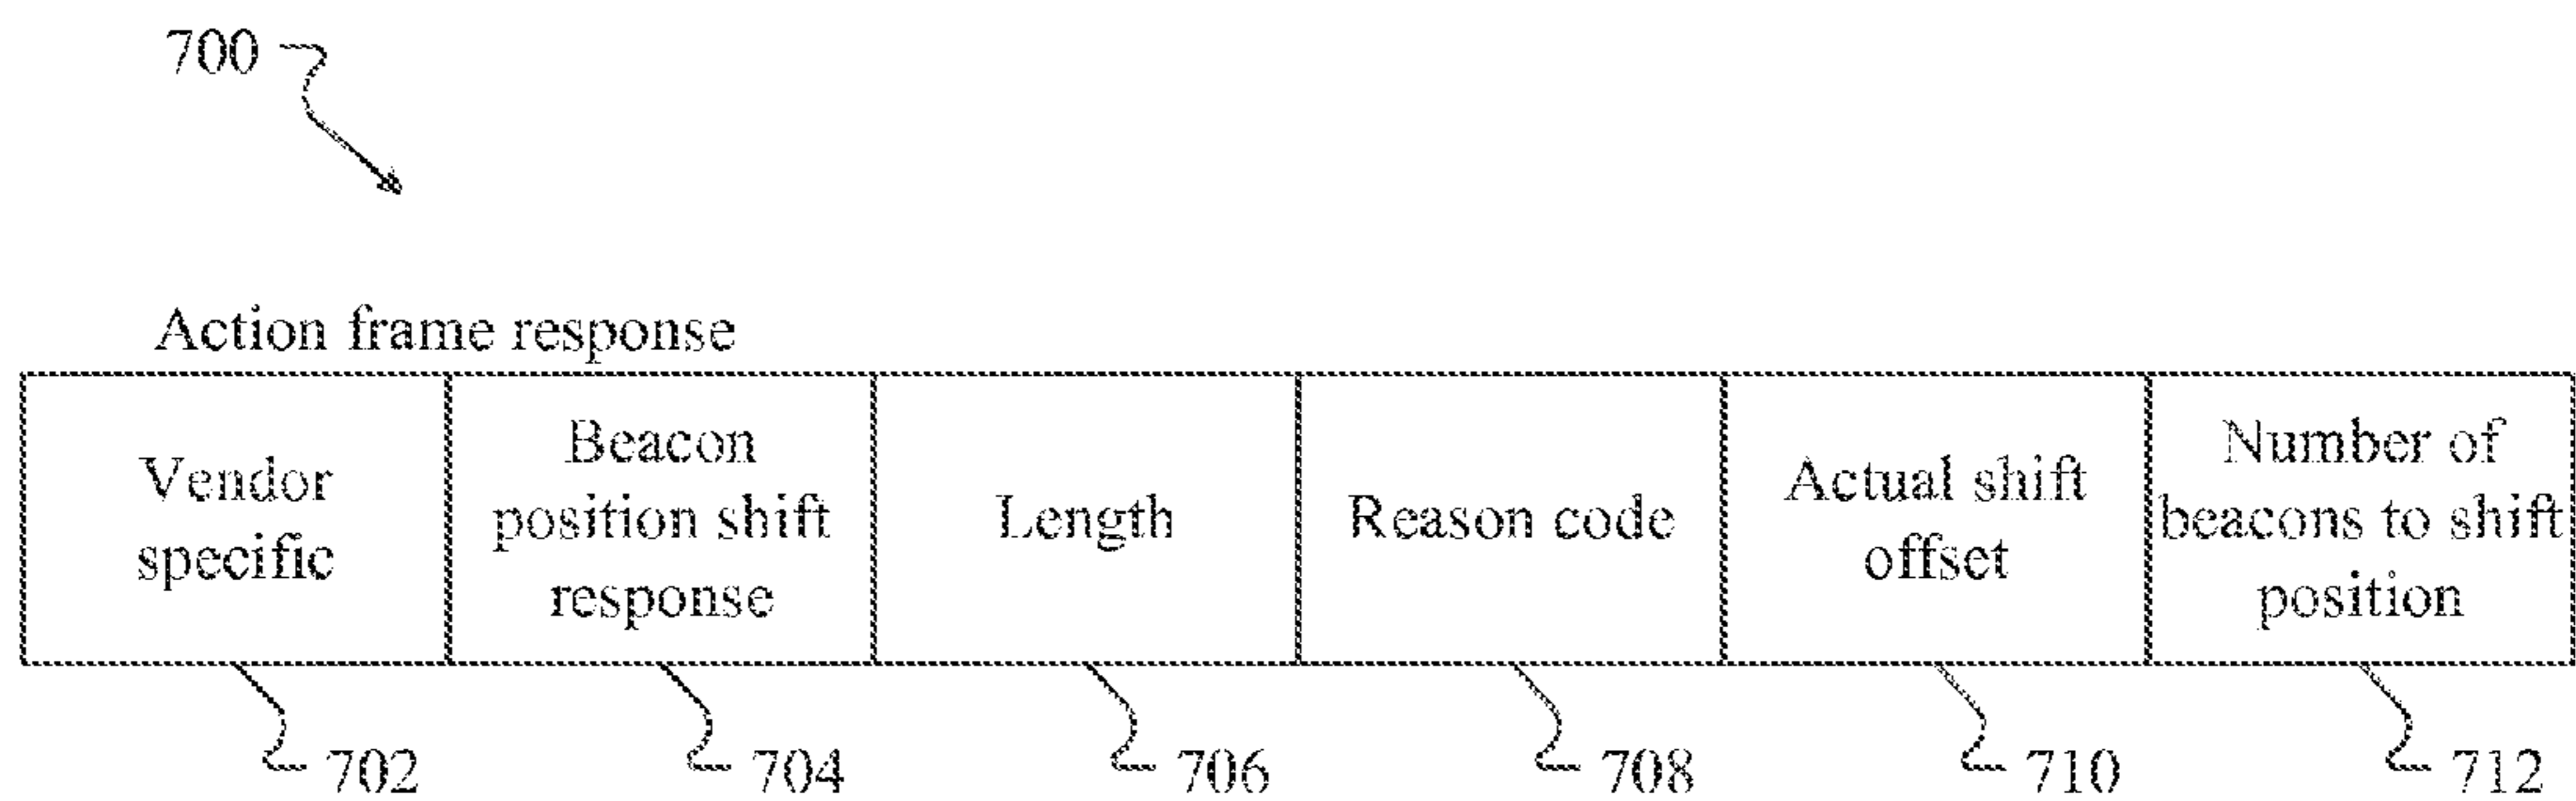 700
Action frame response
Vendor
specific
Beacon
position shift
response
Length
Reason code
Actual shift
offset
Number of
beacons to shift
position
702
704
706
708
710
712